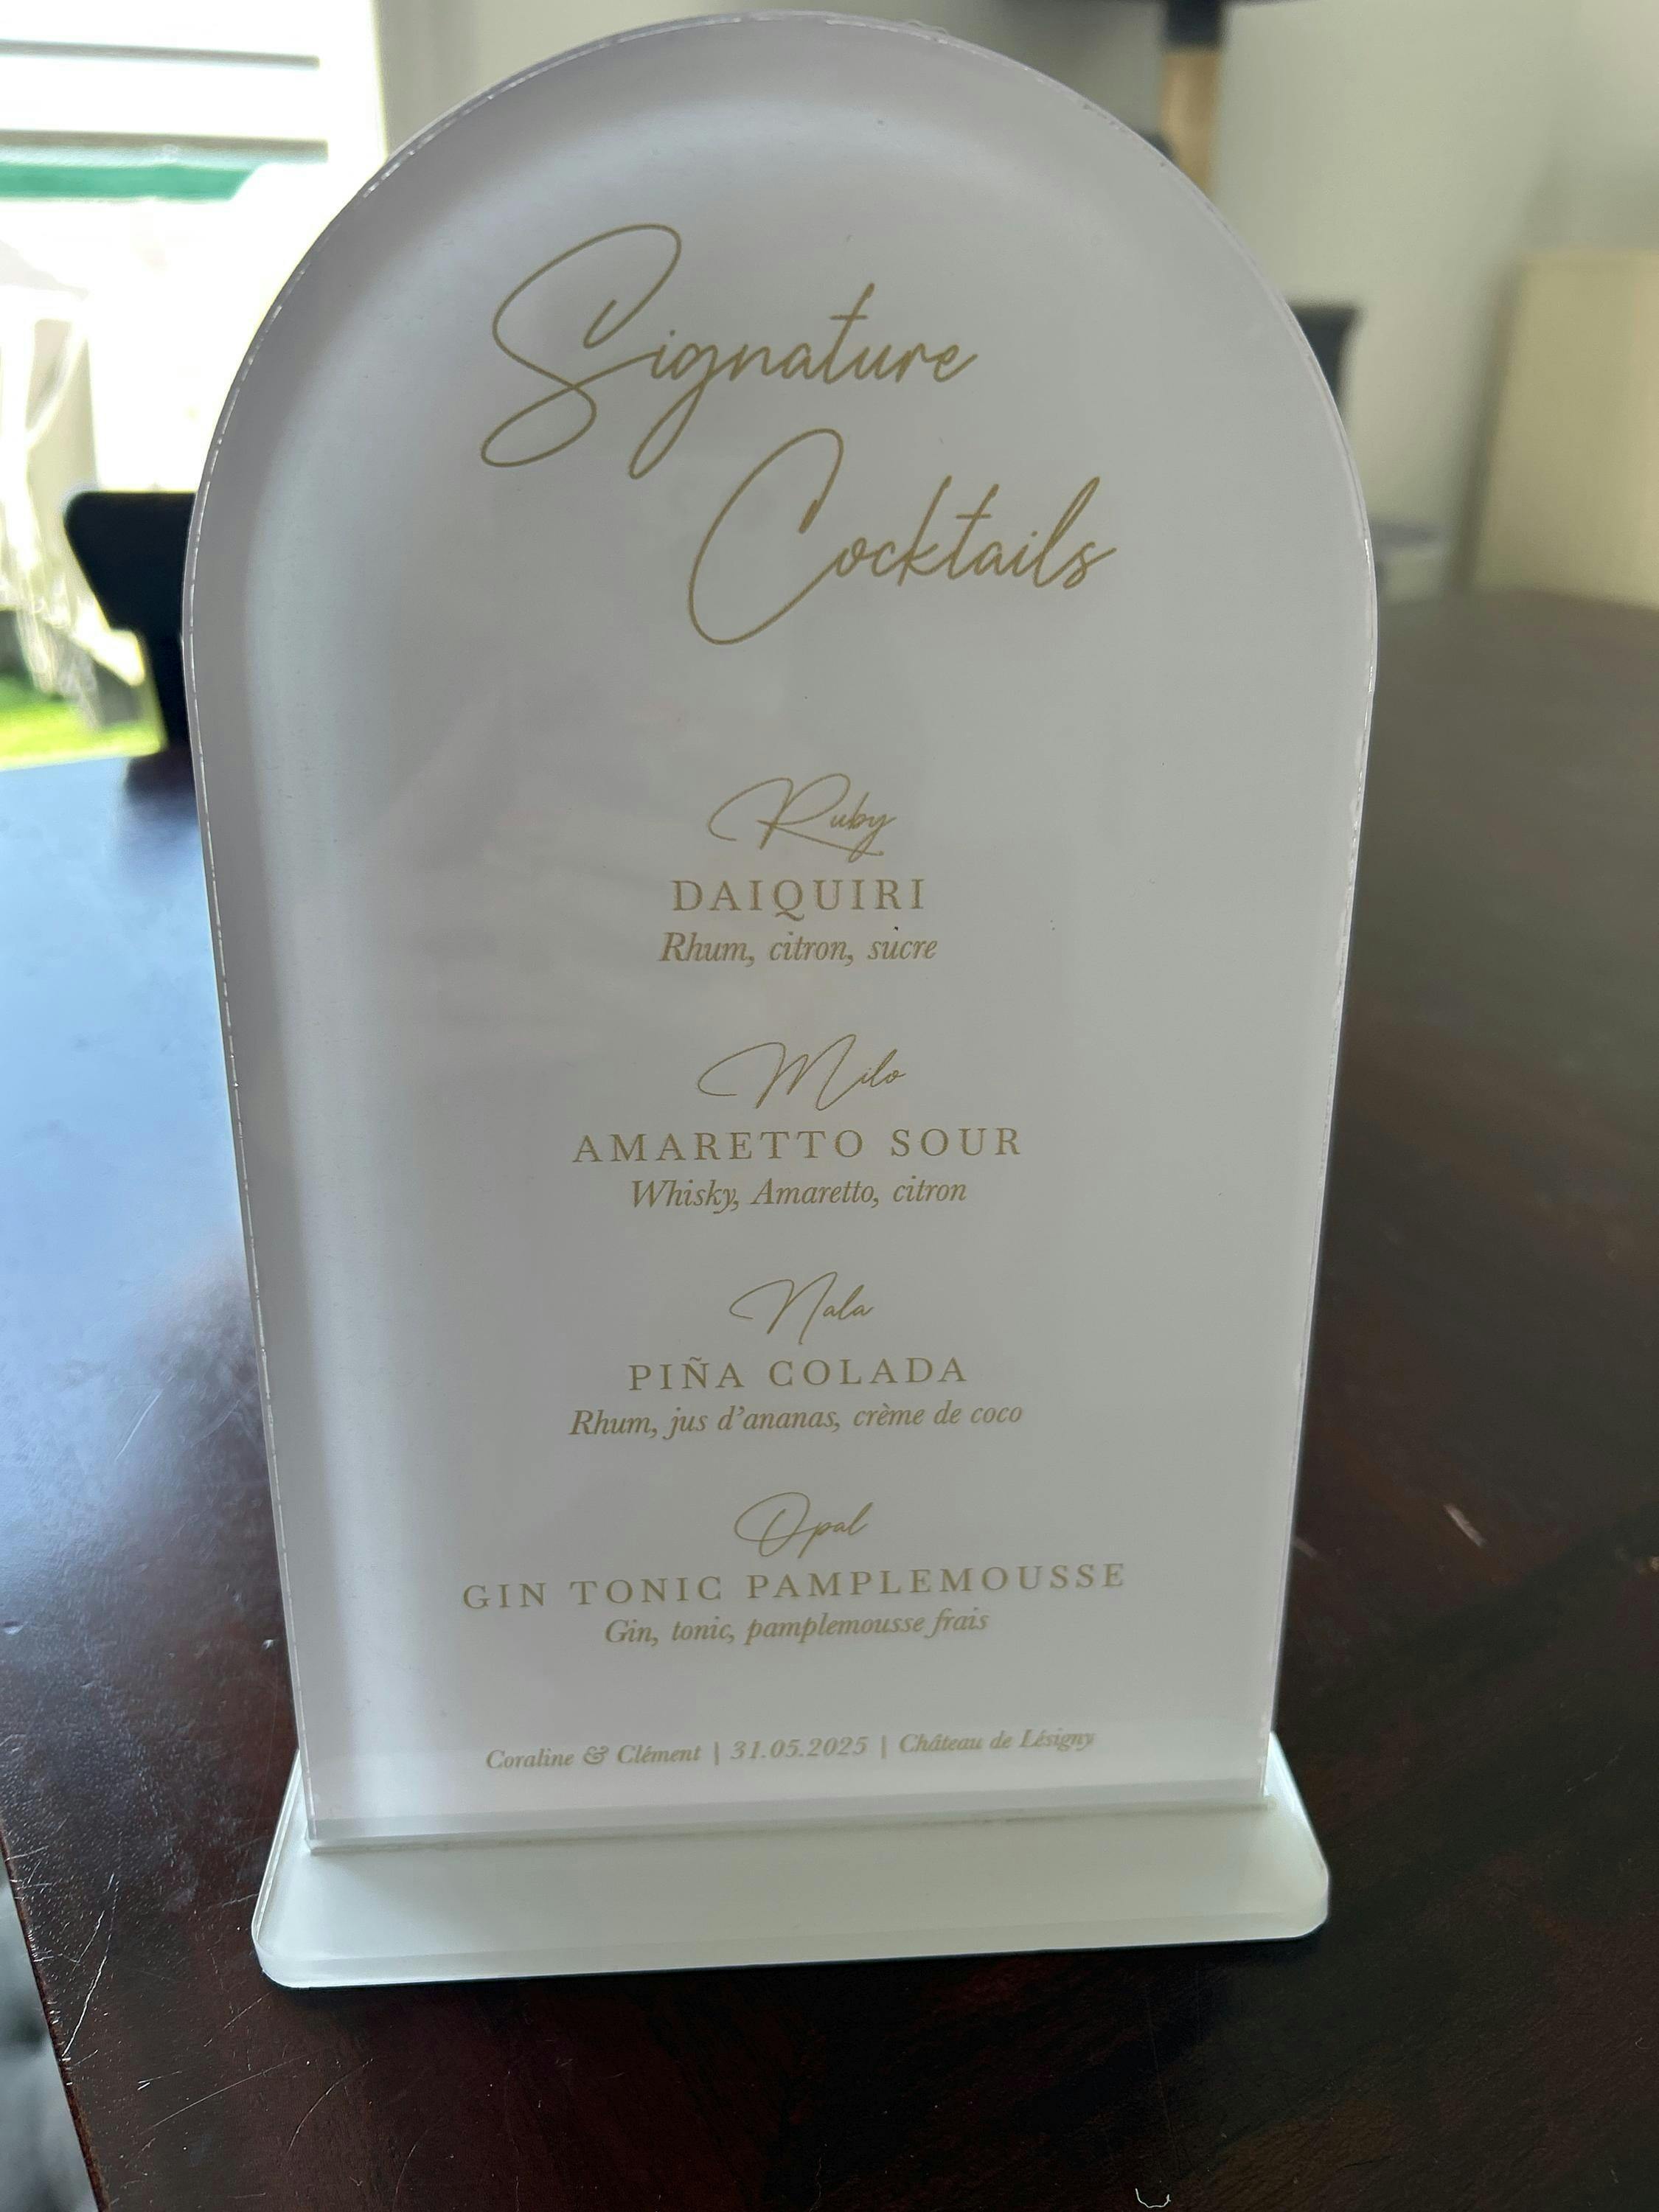 Signature
Cocktails
Ruby
DAIQUIRI
Rhum, citron, sucre
Milo
AMARETTO SOUR
Whisky, Amaretto, citron
Nala
PIÑA COLADA
Rhum, jus d’ananas, crème de coco
Opal
GIN TONIC PAMPLEMOUSSE
Gin, tonic, pamplemousse frais
Coraline & Clément | 31.05.2025 | Château de Lésigny